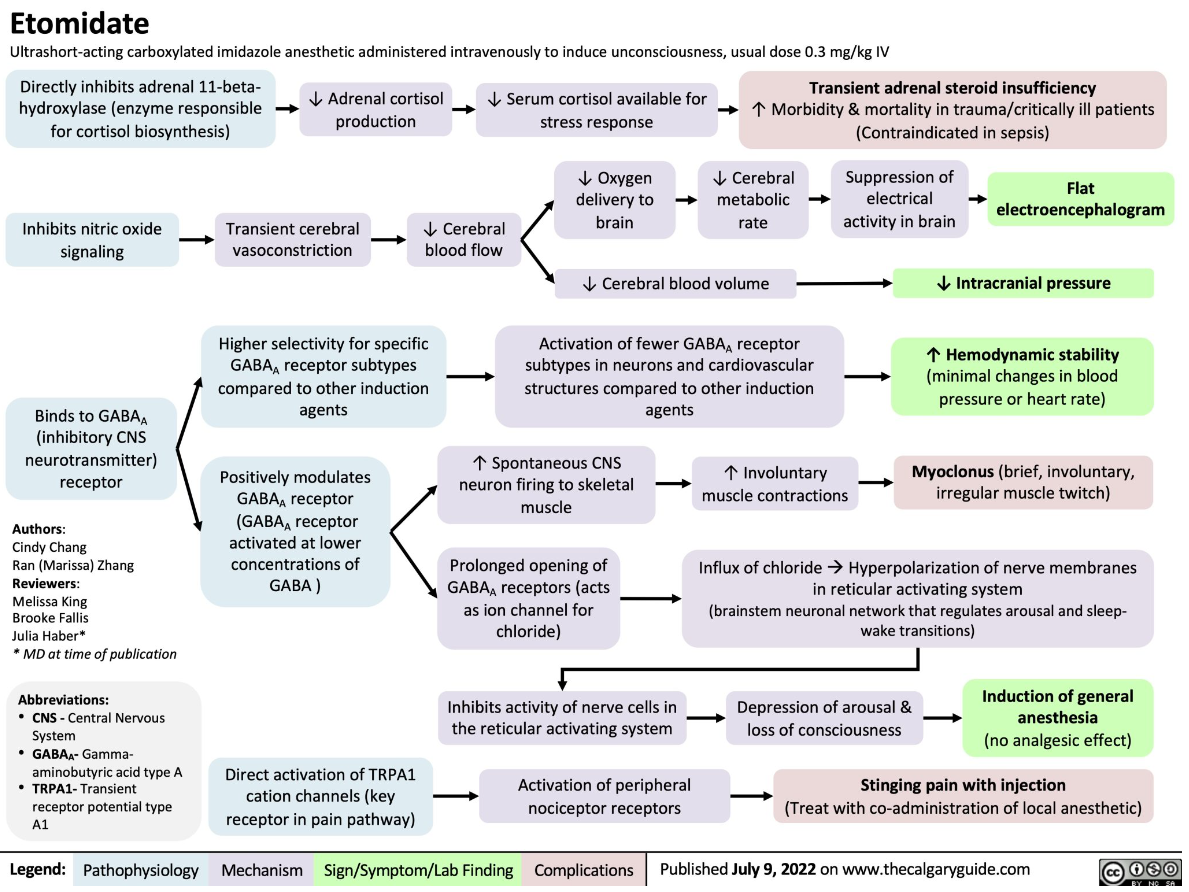 Etomidate
Ultrashort-acting carboxylated imidazole anesthetic administered intravenously to induce unconsciousness, usual dose 0.3 mg/kg IV
Directly inhibits adrenal 11-beta-
hydroxylase (enzyme responsible
for cortisol biosynthesis)
↓ Adrenal cortisol
production
↓ Serum cortisol available for
stress response
Transient adrenal steroid insufficiency
↑ Morbidity & mortality in trauma/critically ill patients
(Contraindicated in sepsis)
Inhibits nitric oxide
signaling
Transient cerebral
vasoconstriction
↓ Cerebral
blood flow
↓ Oxygen
delivery to
brain
↓ Cerebral
metabolic
rate
Suppression of
electrical
activity in brain
Flat
electroencephalogram
↓ Cerebral blood volume
↓ Intracranial pressure
Binds to GABAA
(inhibitory CNS
neurotransmitter)
receptor
Higher selectivity for specific
GABAA receptor subtypes
compared to other induction
agents
Activation of fewer GABAA receptor
subtypes in neurons and cardiovascular
structures compared to other induction
agents
↑ Hemodynamic stability
(minimal changes in blood
pressure or heart rate)
Positively modulates
GABAA receptor
(GABAA receptor
activated at lower
concentrations of
GABA )
↑ Spontaneous CNS
neuron firing to skeletal
muscle
↑ Involuntary
muscle contractions
Myoclonus (brief, involuntary,
irregular muscle twitch)
Prolonged opening of
GABAA receptors (acts
as ion channel for
chloride)
Influx of chloride → Hyperpolarization of nerve membranes
in reticular activating system
(brainstem neuronal network that regulates arousal and sleep-
wake transitions)
Inhibits activity of nerve cells in
the reticular activating system
Depression of arousal &
loss of consciousness
Induction of general
anesthesia
(no analgesic effect)
Direct activation of TRPA1
cation channels (key
receptor in pain pathway)
Activation of peripheral
nociceptor receptors
Stinging pain with injection
(Treat with co-administration of local anesthetic)
Authors:
Cindy Chang
Ran (Marissa) Zhang
Reviewers:
Melissa King
Brooke Fallis
Julia Haber*
* MD at time of publication
Abbreviations:
• CNS - Central Nervous
System
• GABAA- Gamma-
aminobutyric acid type A
• TRPA1- Transient
receptor potential type
A1
Legend: Pathophysiology Mechanism Sign/Symptom/Lab Finding Complications Published July 9, 2022 on www.thecalgaryguide.com
cc BY NC SA